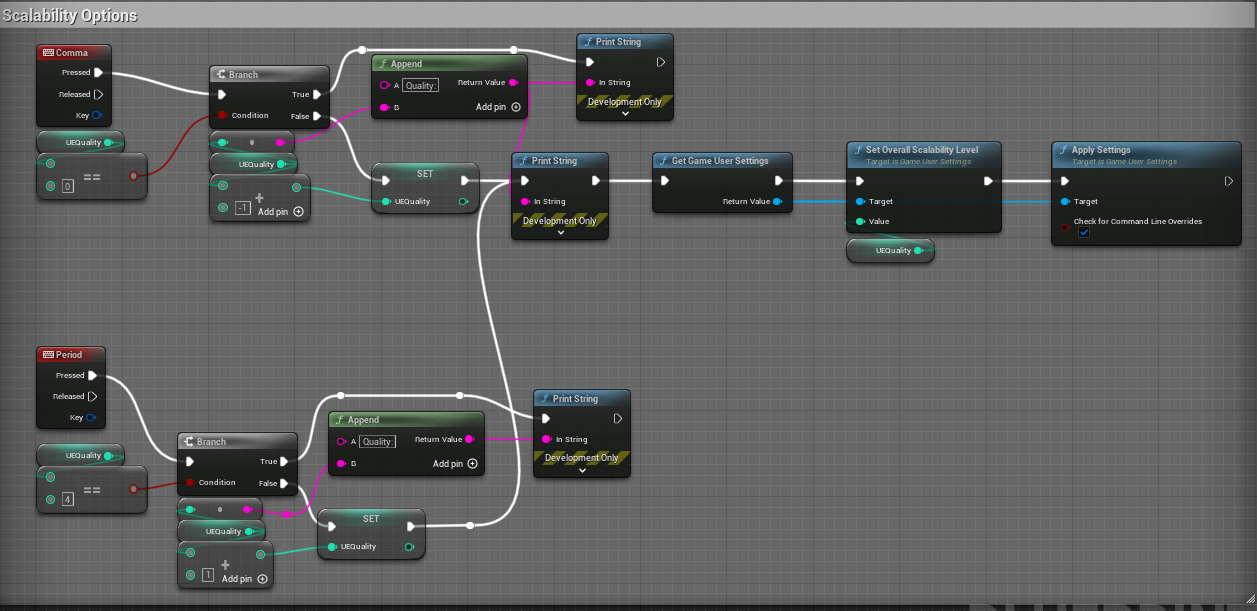 Scalability Options
Comma
Pressed
Released
Key
UEQuality
==
0
Branch
True
Condition
False
UEQuality
+
-1
Add pin
Append
A
Quality:
Return Value
B
Add pin
Print String
In String
Development Only
SET
UEQuality
Print String
In String
Development Only
Get Game User Settings
Return Value
Set Overall Scalability Level
Target is Game User Settings
Target
Value
UEQuality
Apply Settings
Target is Game User Settings
Target
Check for Command Line Overrides
Period
Pressed
Released
Key
UEQuality
==
4
Branch
True
Condition
False
UEQuality
+
1
Add pin
Append
A
Quality:
Return Value
B
Add pin
Print String
In String
Development Only
SET
UEQuality